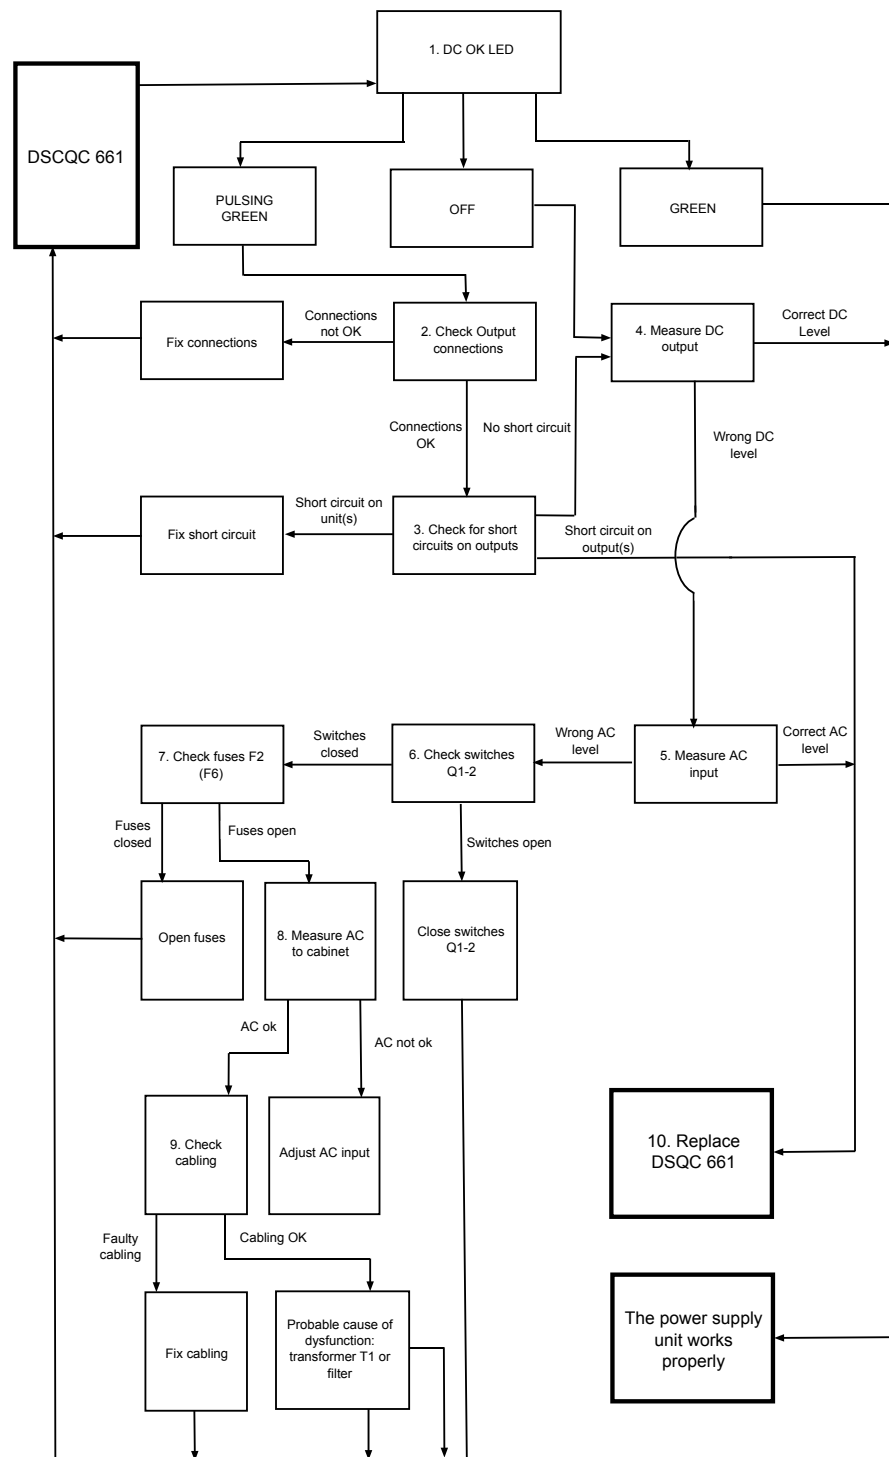 1. DC OK LED
DSCQC 661
PULSING
GREEN
OFF
GREEN
Connections
not OK
Correct DC
Level
Fix connections
2. Check Output
connections
4. Measure DC
output
Connections
OK
No short circuit
Wrong DC
level
Short circuit on
unit(s)
Fix short circuit
3. Check for short
circuits on outputs
Short circuit on
output(s)
Switches
closed
Wrong AC
level
Correct AC
level
7. Check fuses F2
(F6)
6. Check switches
Q1-2
5. Measure AC
input
Fuses
closed
Fuses open
Switches open
Open fuses
8. Measure AC
to cabinet
Close switches
Q1-2
AC ok
AC not ok
9. Check
cabling
Adjust AC input
10. Replace
DSQC 661
Faulty
cabling
Cabling OK
Fix cabling
Probable cause of
dysfunction:
transformer T1 or
filter
The power supply
unit works
properly